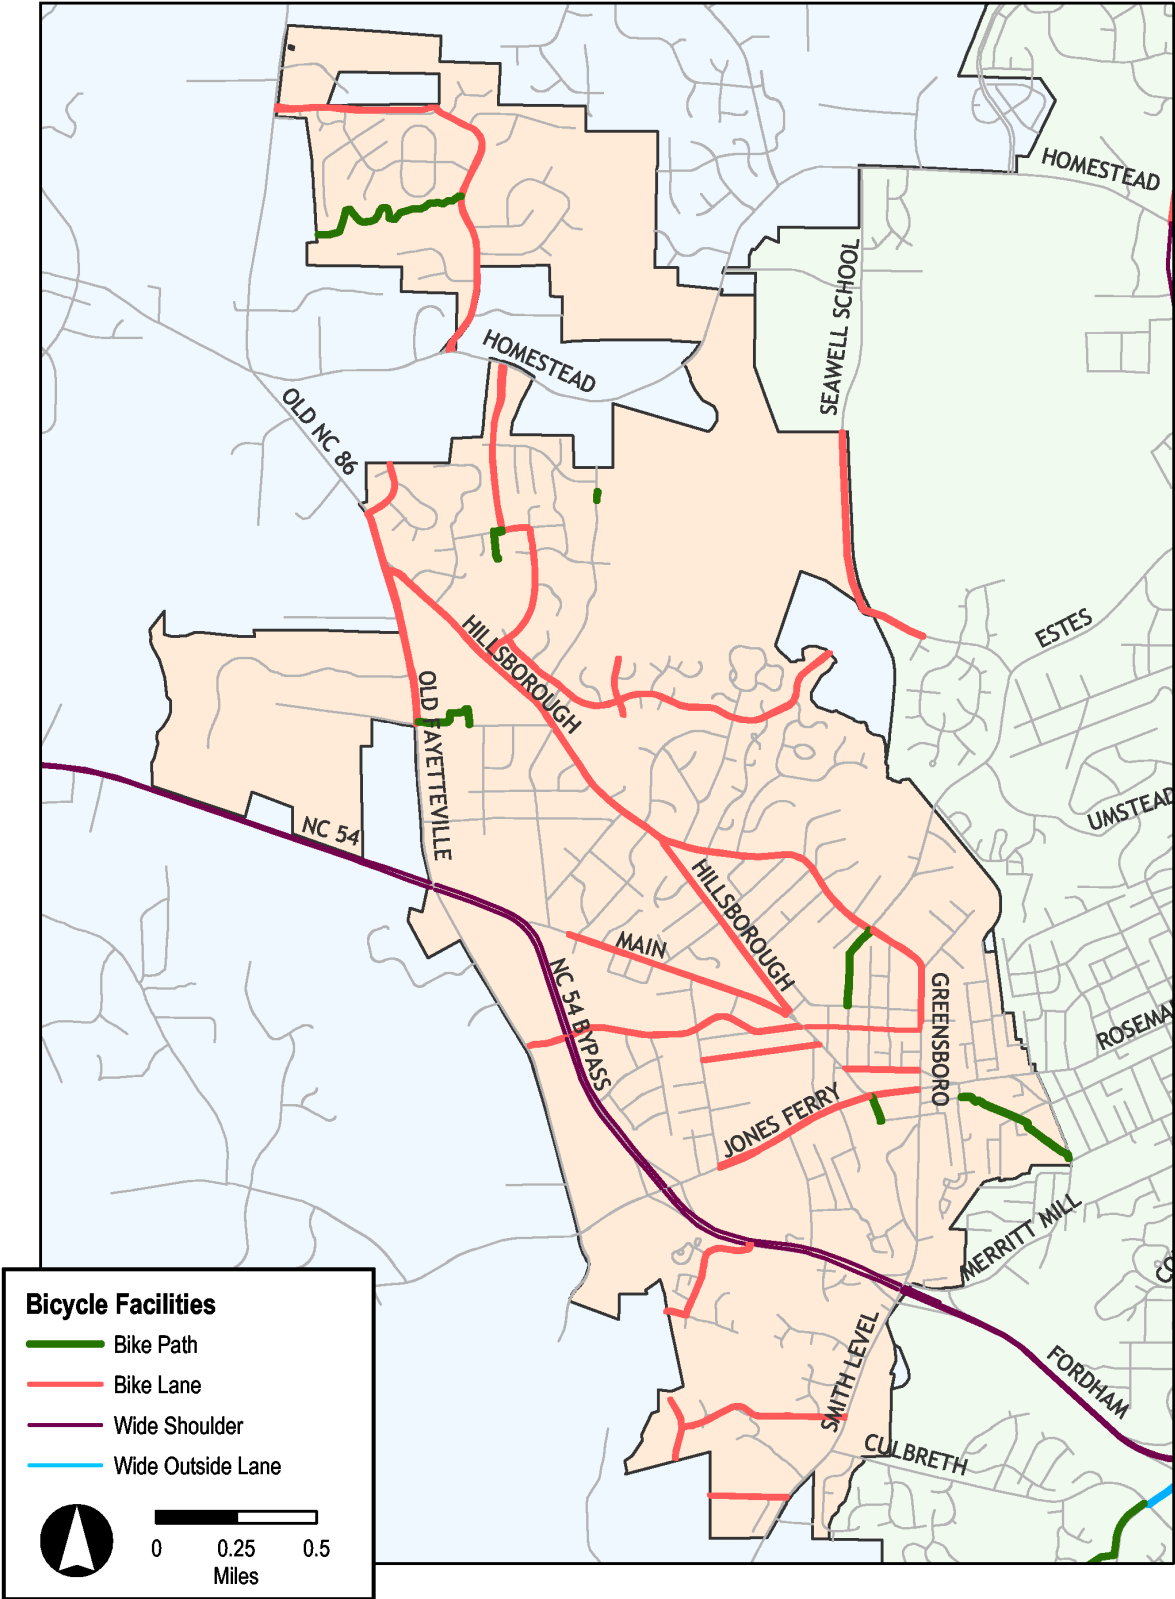 HOMESTEAD
SEAWELL SCHOOL
HOMESTEAD
OLD NC 86
ESTES
HILLSBOROUGH
OLD FAYETTEVILLE
UMSTEAD
NC 54
HILLSBOROUGH
MAIN
NC 54 BYPASS
GREENSBORO
ROSEMA
JONES FERRY
MERRITT MILL
CO
SMITH LEVEL
FORDHAM
CULBRETH
Bicycle Facilities
Bike Path
Bike Lane
Wide Shoulder
Wide Outside Lane
0 0.25 0.5
Miles